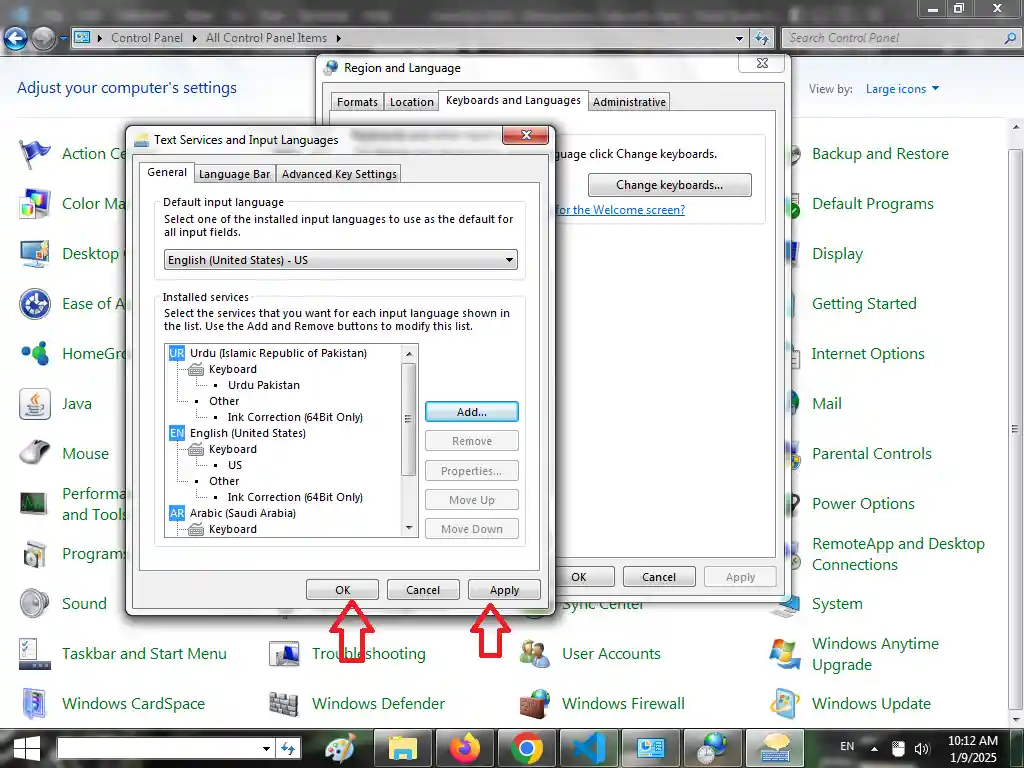 Control Panel
All Control Panel Items
Search Control Panel
Adjust your computer's settings
View by:
Large icons
Region and Language
Formats
Location
Keyboards and Languages
Administrative
guage click Change keyboards.
Change keyboards...
for the Welcome screen?
OK
Cancel
Apply
Text Services and Input Languages
General
Language Bar
Advanced Key Settings
Default input language
Select one of the installed input languages to use as the default for
all input fields.
English (United States) - US
Installed services
Select the services that you want for each input language shown in
the list. Use the Add and Remove buttons to modify this list.
UR Urdu (Islamic Republic of Pakistan)
Keyboard
Urdu Pakistan
Other
Ink Correction (64Bit Only)
EN English (United States)
Keyboard
US
Other
Ink Correction (64Bit Only)
AR Arabic (Saudi Arabia)
Keyboard
Add...
Remove
Properties...
Move Up
Move Down
OK
Cancel
Apply
Action Ce
Backup and Restore
Color Ma
Default Programs
Desktop
Display
Ease of A
Getting Started
HomeGro
Internet Options
Java
Mail
Mouse
Parental Controls
Performa
and Tools
Power Options
Programs
RemoteApp and Desktop
Connections
Sound
Sync Center
System
Taskbar and Start Menu
Troubleshooting
User Accounts
Windows Anytime
Upgrade
Windows CardSpace
Windows Defender
Windows Firewall
Windows Update
EN
10:12 AM
1/9/2025